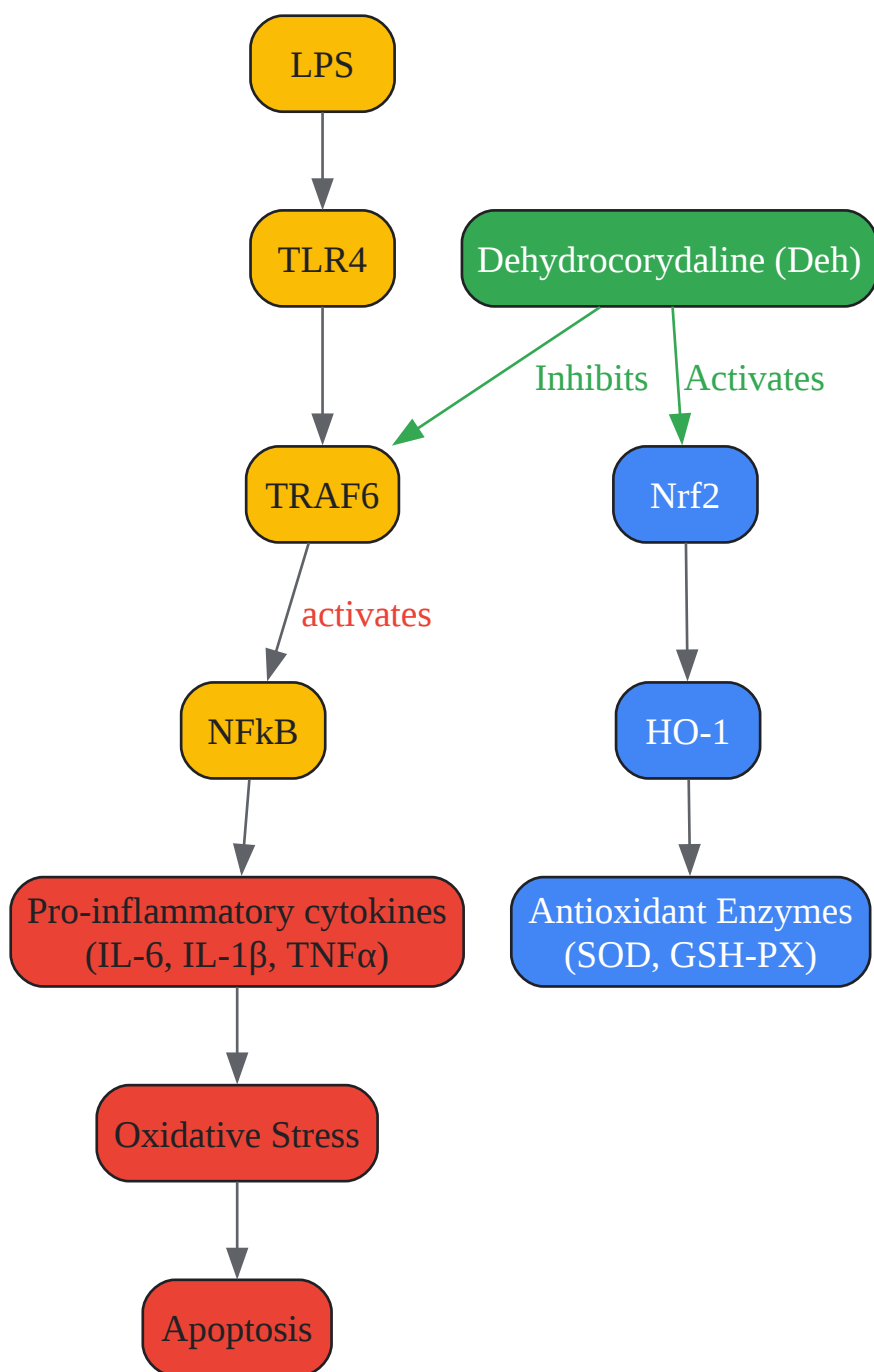 LPS
TLR4
Dehydrocorydaline (Deh)
Inhibits
Activates
TRAF6
Nrf2
activates
NFkB
HO-1
Pro-inflammatory cytokines
(IL-6, IL-1β, TNFα)
Antioxidant Enzymes
(SOD, GSH-PX)
Oxidative Stress
Apoptosis